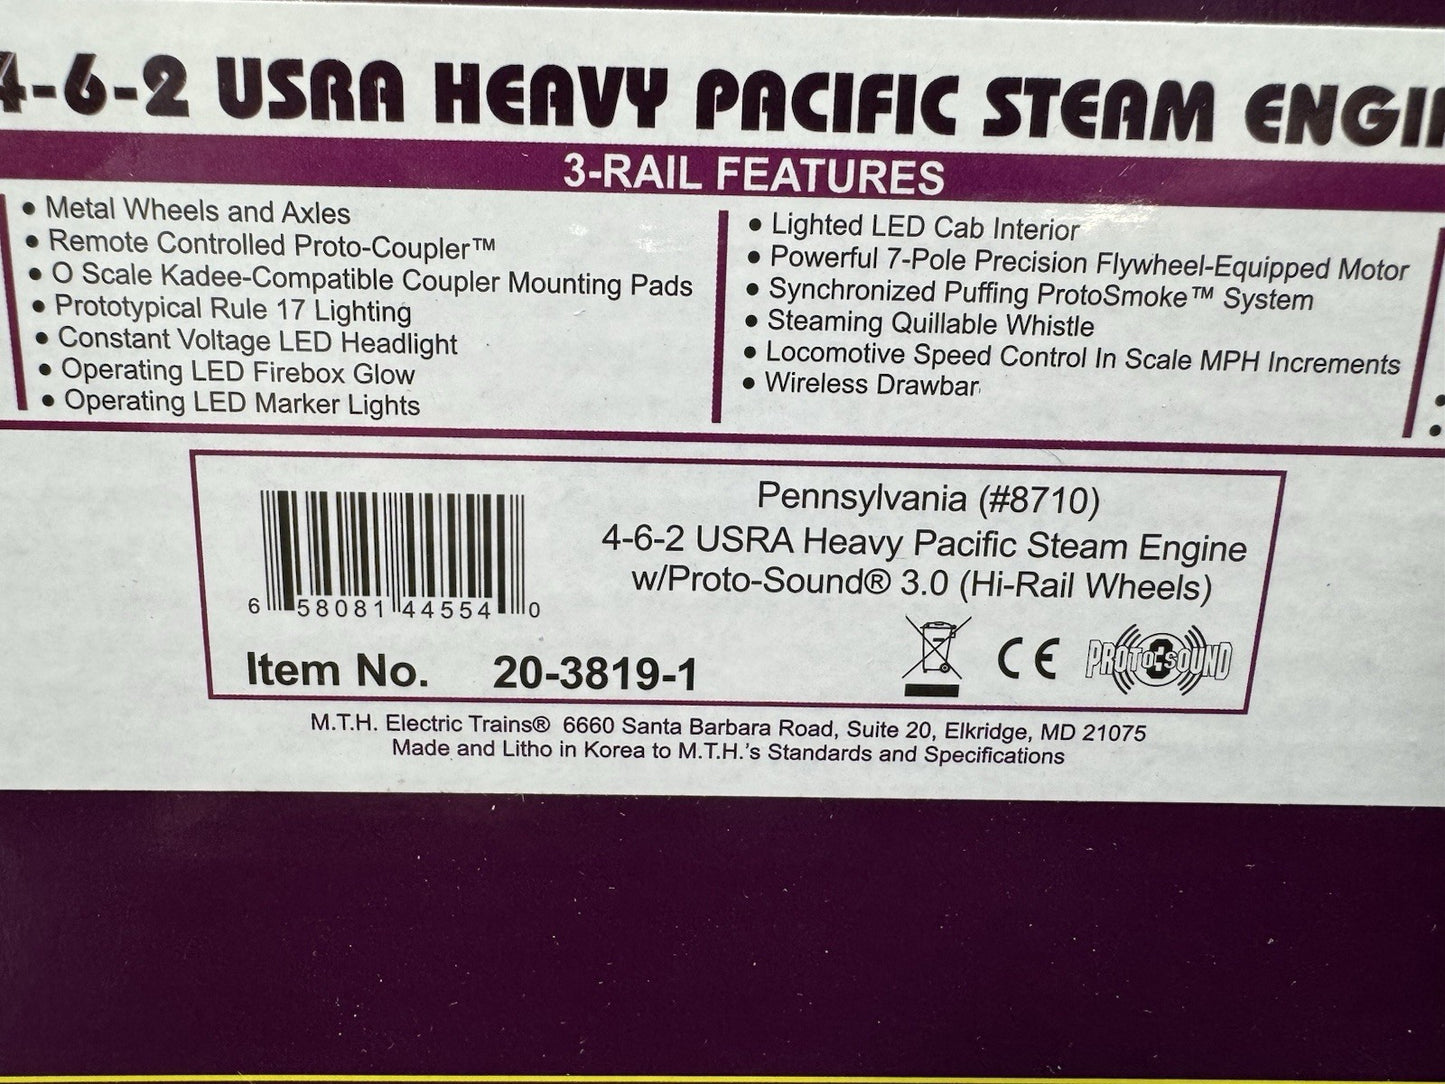 4-6-2 USRA HEAVY PACIFIC STEAM ENGIN
3-RAIL FEATURES
• Metal Wheels and Axles
• Remote Controlled Proto-Coupler™
• O Scale Kadee-Compatible Coupler Mounting Pads
• Prototypical Rule 17 Lighting
• Constant Voltage LED Headlight
• Operating LED Firebox Glow
• Operating LED Marker Lights
• Lighted LED Cab Interior
• Powerful 7-Pole Precision Flywheel-Equipped Motor
• Synchronized Puffing ProtoSmoke™ System
• Steaming Quillable Whistle
• Locomotive Speed Control In Scale MPH Increments
• Wireless Drawbar
Pennsylvania (#8710)
4-6-2 USRA Heavy Pacific Steam Engine
w/Proto-Sound® 3.0 (Hi-Rail Wheels)
6 58081 44554 0
Item No. 20-3819-1
CE
PROTO-SOUND 3
M.T.H. Electric Trains® 6660 Santa Barbara Road, Suite 20, Elkridge, MD 21075
Made and Litho in Korea to M.T.H.'s Standards and Specifications